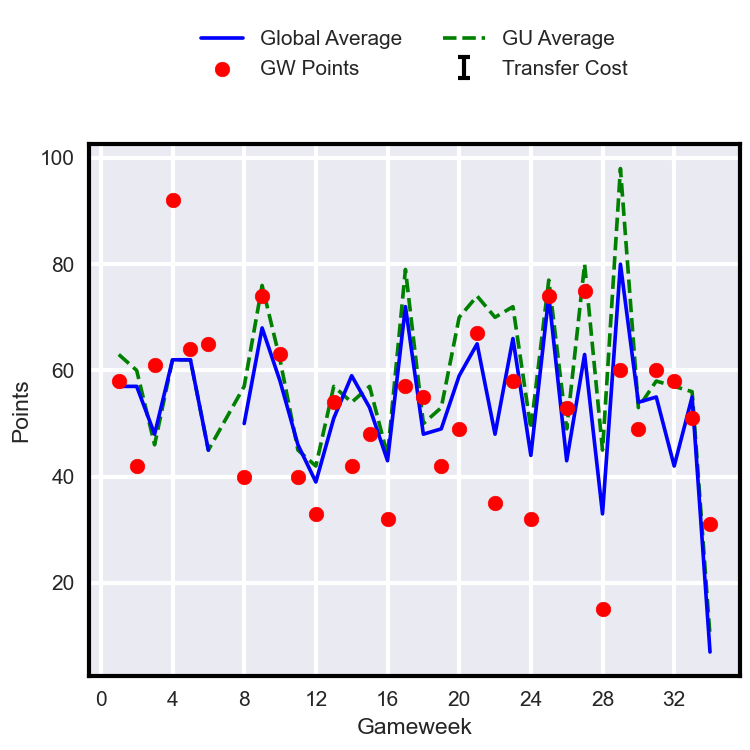 Global Average GU Average
GW Points Transfer Cost
100
80
60
40
20
Points
0 4 8 12 16 20 24 28 32
Gameweek